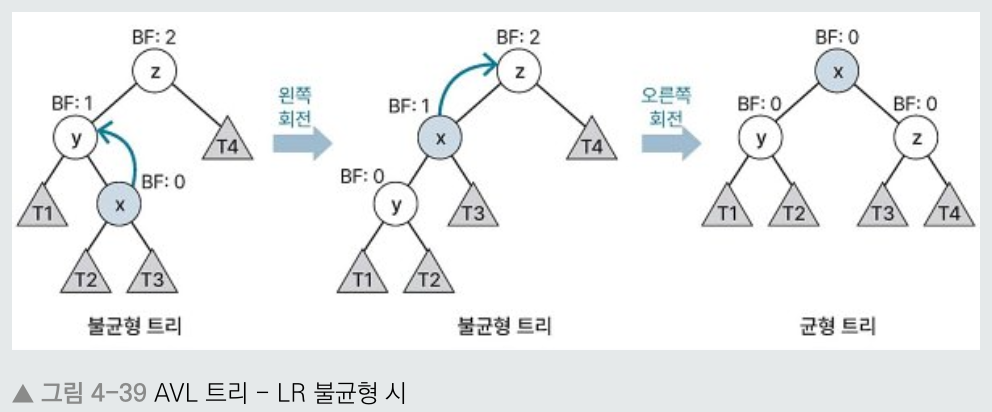 BF: 2
z
BF: 1
y
BF: 0
x
T1
T2
T3
T4
불균형 트리
왼쪽
회전
BF: 2
z
BF: 1
x
BF: 0
y
T1
T2
T3
T4
불균형 트리
오른쪽
회전
BF: 0
x
BF: 0
y
BF: 0
z
T1
T2
T3
T4
균형 트리
▲ 그림 4-39 AVL 트리 - LR 불균형 시